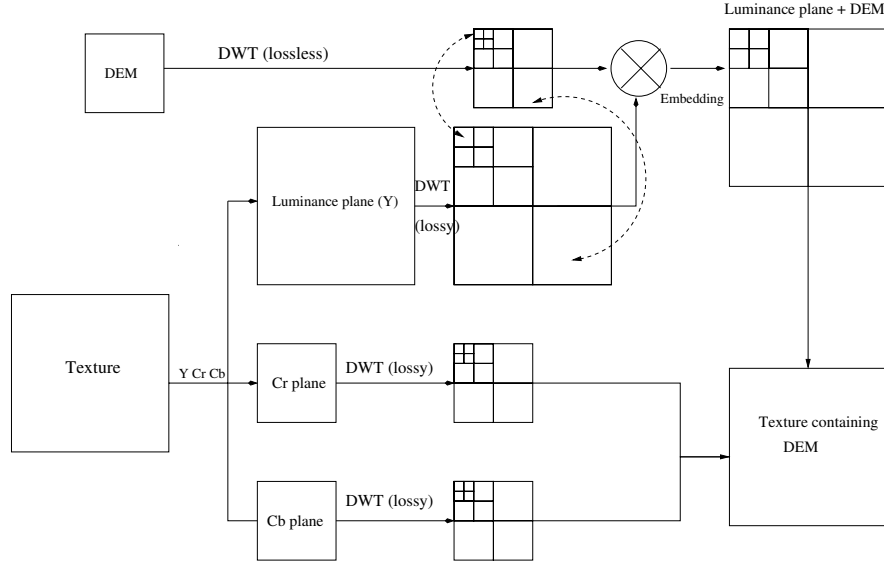 Luminance plane + DEM
DWT (lossless)
DEM
Embedding
DWT
(lossy)
Luminance plane (Y)
Texture
Y Cr Cb
Cr plane
DWT (lossy)
Texture containing
DEM
Cb plane
DWT (lossy)